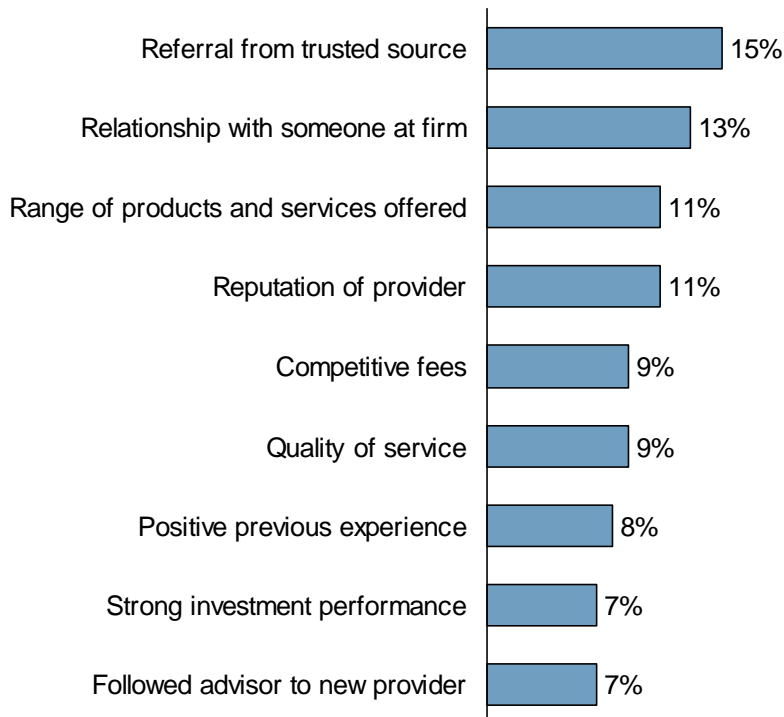 Referral from trusted source 15%
Relationship with someone at firm 13%
Range of products and services offered 11%
Reputation of provider 11%
Competitive fees 9%
Quality of service 9%
Positive previous experience 8%
Strong investment performance 7%
Followed advisor to new provider 7%